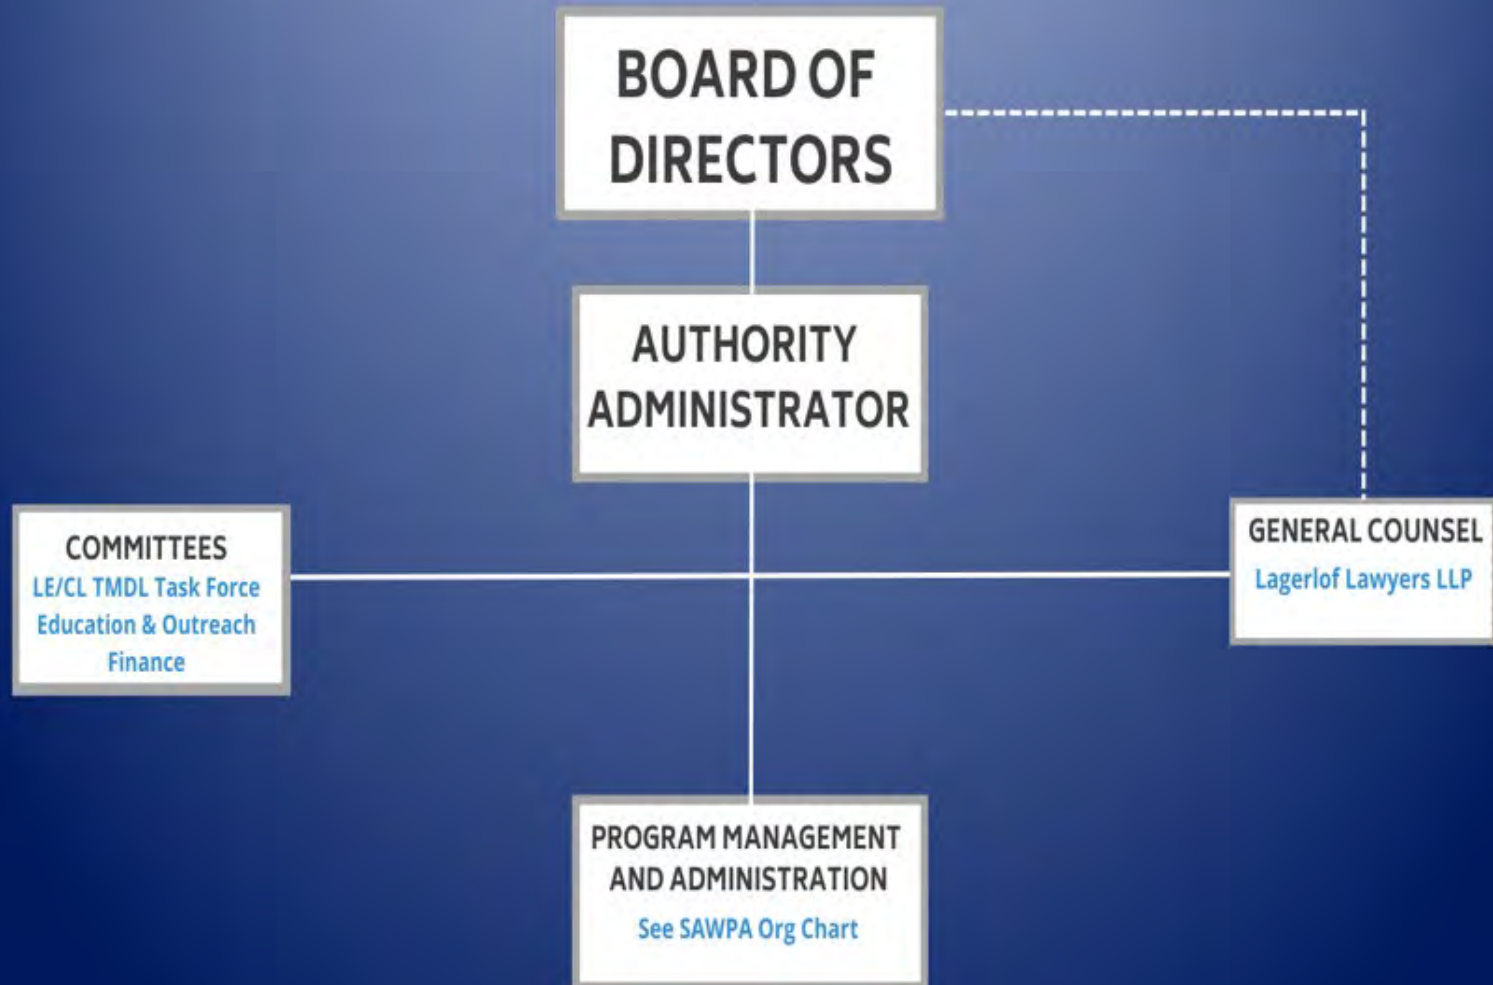 BOARD OF
DIRECTORS
AUTHORITY
ADMINISTRATOR
COMMITTEES
LE/CL TMDL Task Force
Education & Outreach
Finance
GENERAL COUNSEL
Lagerlof Lawyers LLP
PROGRAM MANAGEMENT
AND ADMINISTRATION
See SAWPA Org Chart